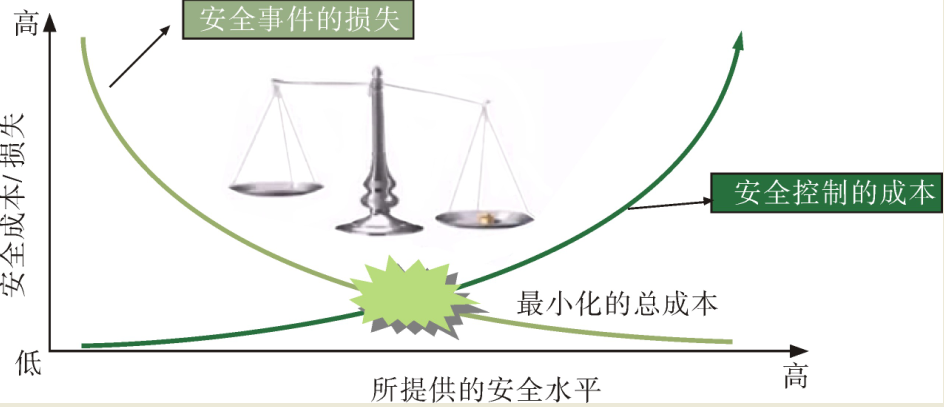 高
安全事件的损失
安全成本/损失
安全控制的成本
最小化的总成本
低
所提供的安全水平
高